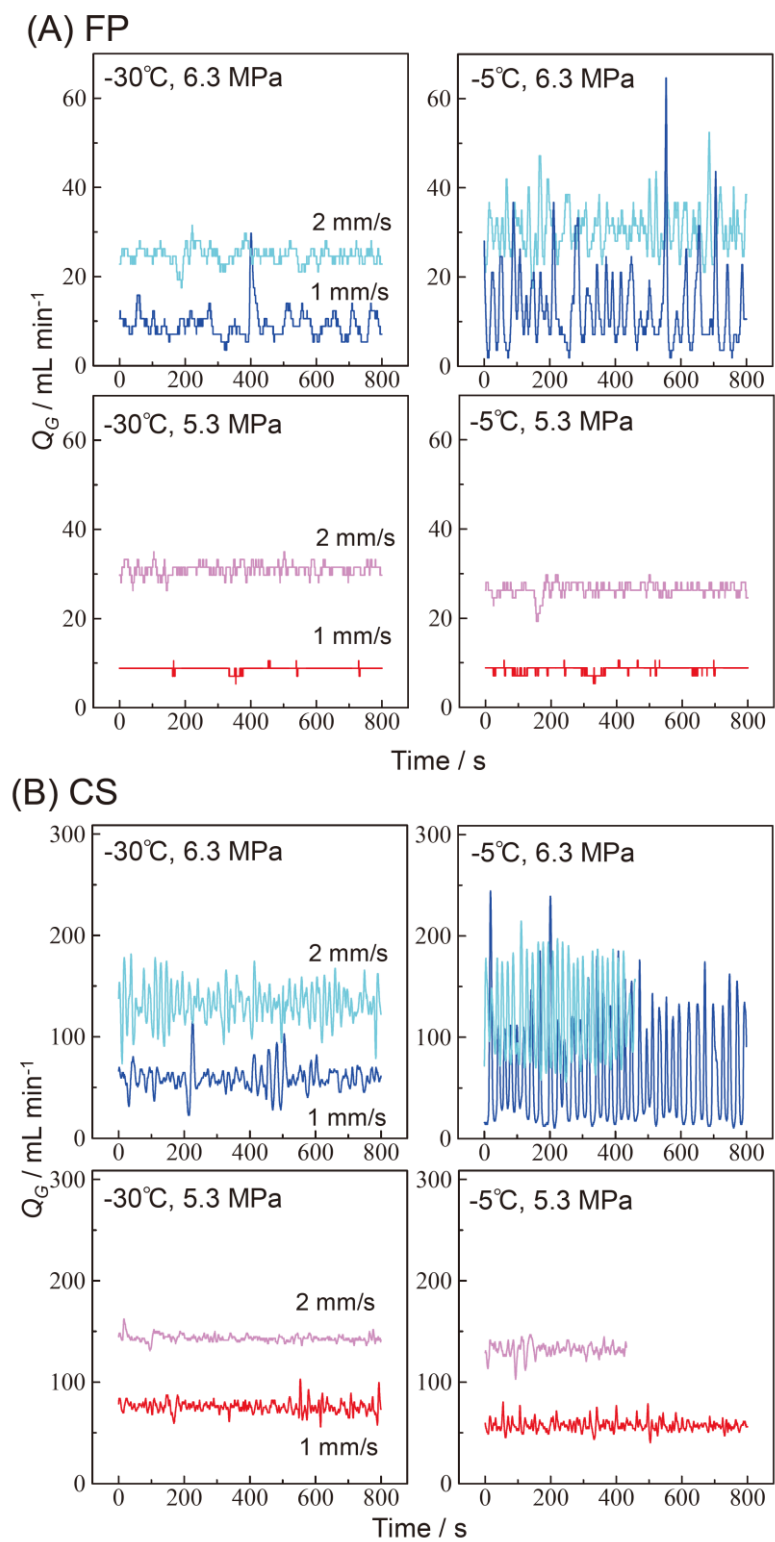 (A) FP
-30℃, 6.3 MPa
-5℃, 6.3 MPa
60
60
40
40
2 mm/s
20
20
1 mm/s
0
0
0 200 400 600 800
0 200 400 600 800
Q_G / mL min⁻¹
-30℃, 5.3 MPa
-5℃, 5.3 MPa
60
60
40
40
2 mm/s
20
20
1 mm/s
0
0
0 200 400 600 800
0 200 400 600 800
Time / s
(B) CS
300
300
-30℃, 6.3 MPa
-5℃, 6.3 MPa
200
200
2 mm/s
100
100
1 mm/s
0
0
0 200 400 600 800
0 200 400 600 800
Q_G / mL min⁻¹
300
300
-30℃, 5.3 MPa
-5℃, 5.3 MPa
200
200
2 mm/s
100
100
1 mm/s
0
0
0 200 400 600 800
0 200 400 600 800
Time / s